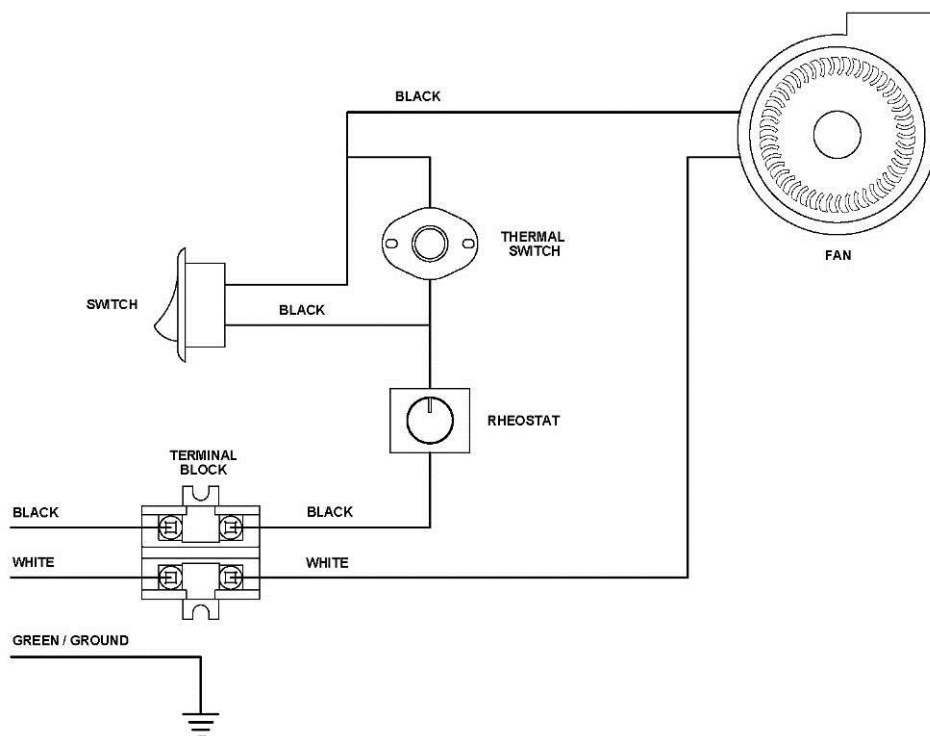 BLACK
THERMAL
SWITCH
FAN
SWITCH
BLACK
RHEOSTAT
TERMINAL
BLOCK
BLACK
BLACK
WHITE
WHITE
GREEN / GROUND